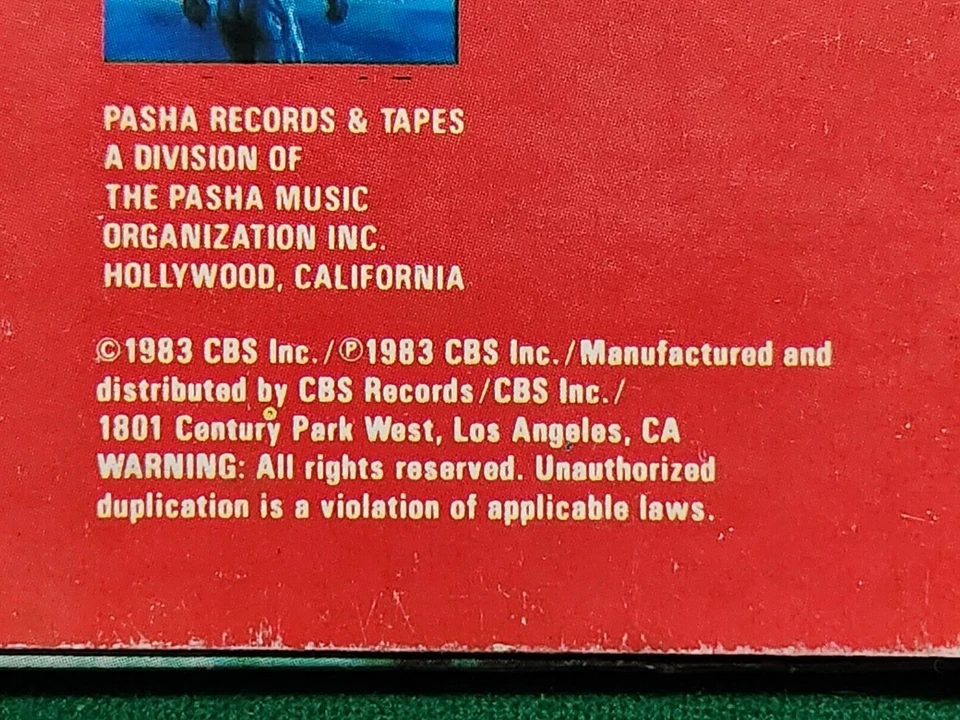 PASHA RECORDS & TAPES
A DIVISION OF
THE PASHA MUSIC
ORGANIZATION INC.
HOLLYWOOD, CALIFORNIA
©1983 CBS Inc./℗1983 CBS Inc./Manufactured and
distributed by CBS Records/CBS Inc./
1801 Century Park West, Los Angeles, CA
WARNING: All rights reserved. Unauthorized
duplication is a violation of applicable laws.